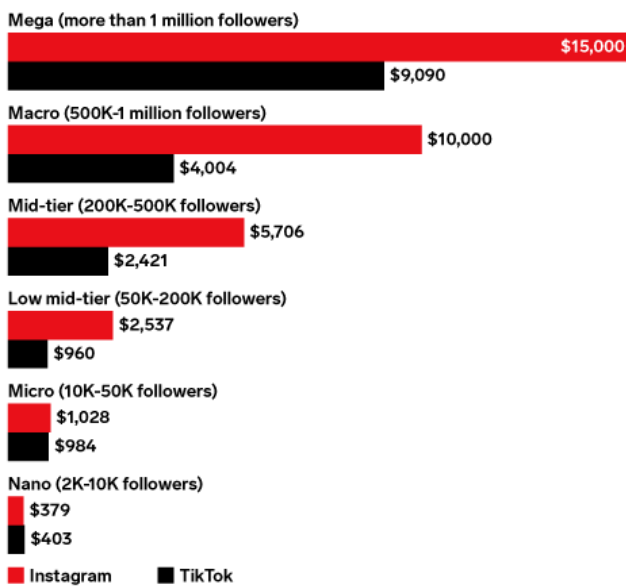 Mega (more than 1 million followers)
$15,000
$9,090
Macro (500K-1 million followers)
$10,000
$4,004
Mid-tier (200K-500K followers)
$5,706
$2,421
Low mid-tier (50K-200K followers)
$2,537
$960
Micro (10K-50K followers)
$1,028
$984
Nano (2K-10K followers)
$379
$403
Instagram TikTok